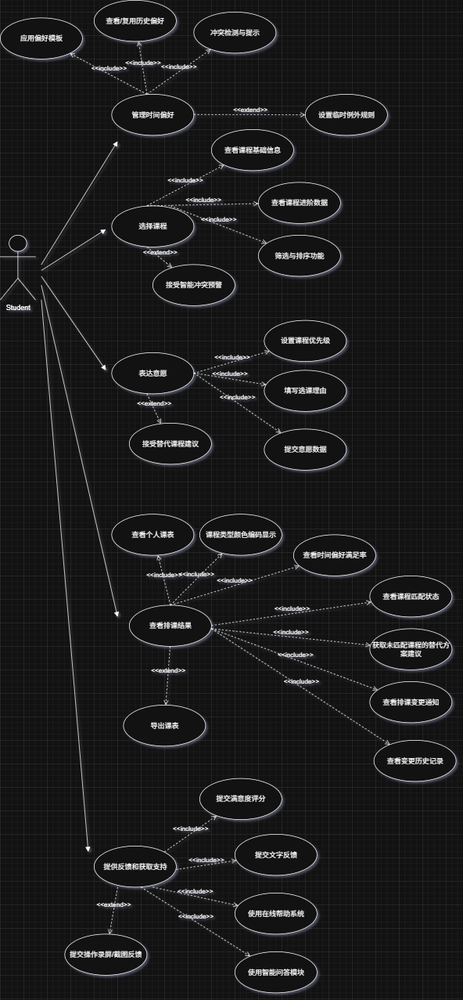 查看/复用历史偏好
冲突检测与提示
应用偏好模板
<<include>>
<<include>>
<<include>>
管理时间偏好
<<extend>>
设置临时例外规则
查看课程基础信息
<<include>>
<<include>>
查看课程进阶数据
<<include>>
选择课程
<<extend>>
筛选与排序功能
接受智能冲突预警
Student
设置课程优先级
<<include>>
<<include>>
表达意愿
填写选课理由
<<include>>
<<extend>>
接受替代课程建议
提交意愿数据
查看个人课表
课程类型颜色编码显示
查看时间偏好满足率
<<include>>
<<include>>
<<include>>
查看课程匹配状态
<<include>>
查看排课结果
<<include>>
获取未匹配课程的替代方
案建议
<<include>>
<<extend>>
<<include>>
查看排课变更通知
导出课表
查看变更历史记录
提交满意度评分
<<include>>
提交文字反馈
<<include>>
提供反馈和获取支持
<<include>>
<<extend>>
使用在线帮助系统
<<include>>
提交操作录屏/截图反馈
使用智能问答模块